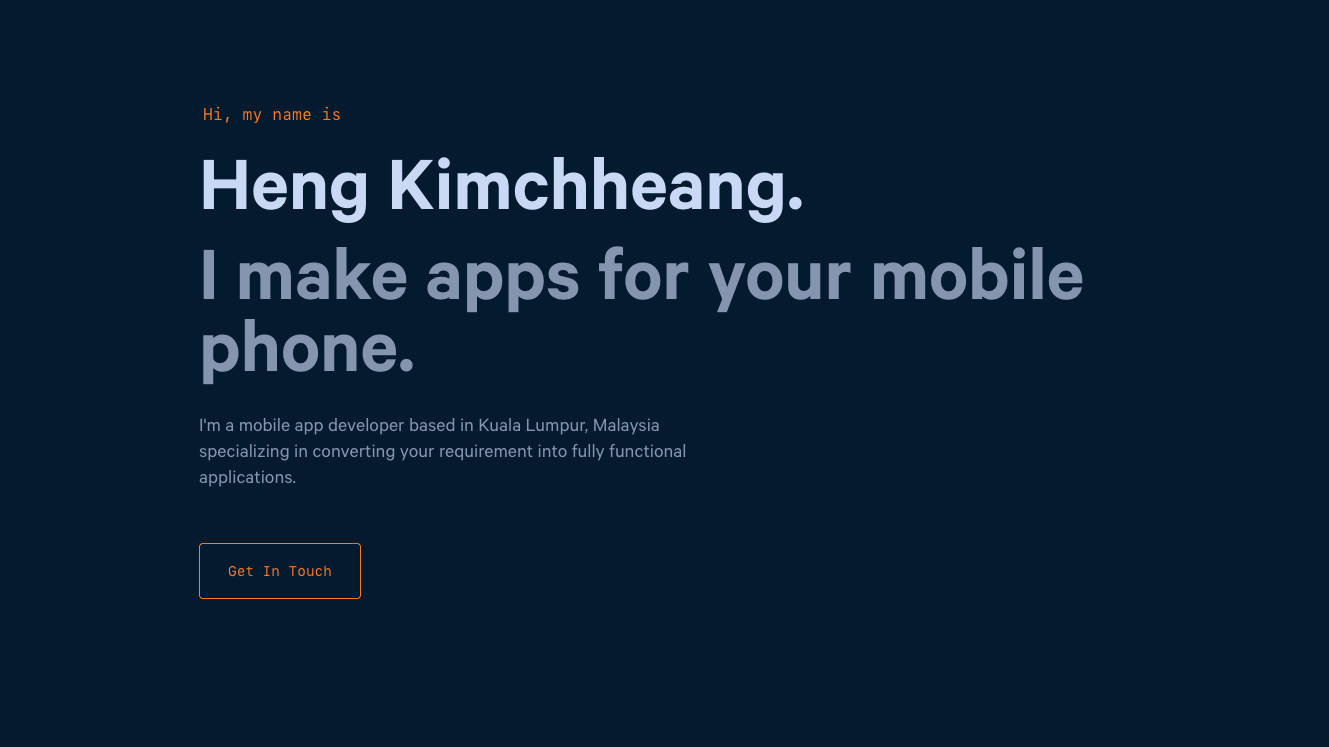 Hi, my name is
Heng Kimchheang.
I make apps for your mobile
phone.
I'm a mobile app developer based in Kuala Lumpur, Malaysia
specializing in converting your requirement into fully functional
applications.
Get In Touch